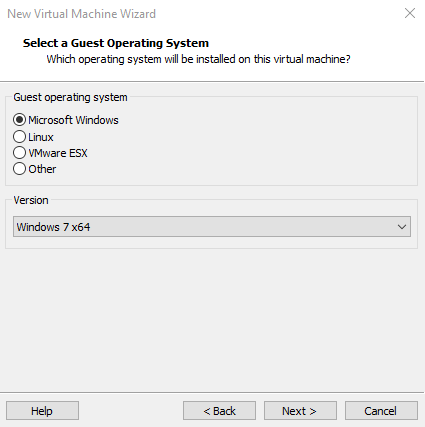 New Virtual Machine Wizard
Select a Guest Operating System
Which operating system will be installed on this virtual machine?
Guest operating system
Microsoft Windows
Linux
VMware ESX
Other
Version
Windows 7 x64
Help
< Back
Next >
Cancel